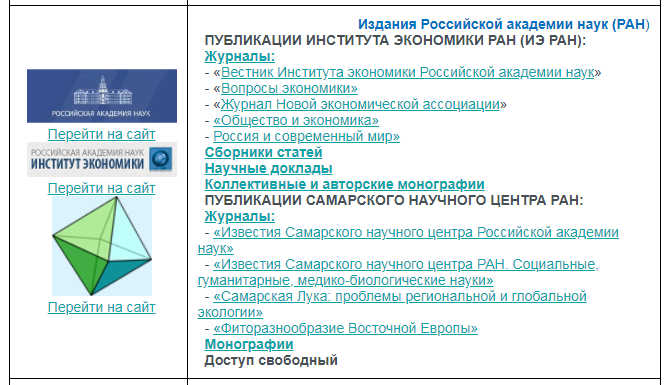 РОССИЙСКАЯ АКАДЕМИЯ НАУК
Перейти на сайт
РОССИЙСКАЯ АКАДЕМИЯ НАУК
ИНСТИТУТ ЭКОНОМИКИ
Перейти на сайт
Перейти на сайт
Издания Российской академии наук (РАН)
ПУБЛИКАЦИИ ИНСТИТУТА ЭКОНОМИКИ РАН (ИЭ РАН):
Журналы:
- «Вестник Института экономики Российской академии наук»
- «Вопросы экономики»
- «Журнал Новой экономической ассоциации»
- «Общество и экономика»
- Россия и современный мир»
Сборники статей
Научные доклады
Коллективные и авторские монографии
ПУБЛИКАЦИИ САМАРСКОГО НАУЧНОГО ЦЕНТРА РАН:
Журналы:
- «Известия Самарского научного центра Российской академии
наук»
- «Известия Самарского научного центра РАН. Социальные,
гуманитарные, медико-биологические науки»
- «Самарская Лука: проблемы региональной и глобальной
экологии»
- «Фиторазнообразие Восточной Европы»
Монографии
Доступ свободный